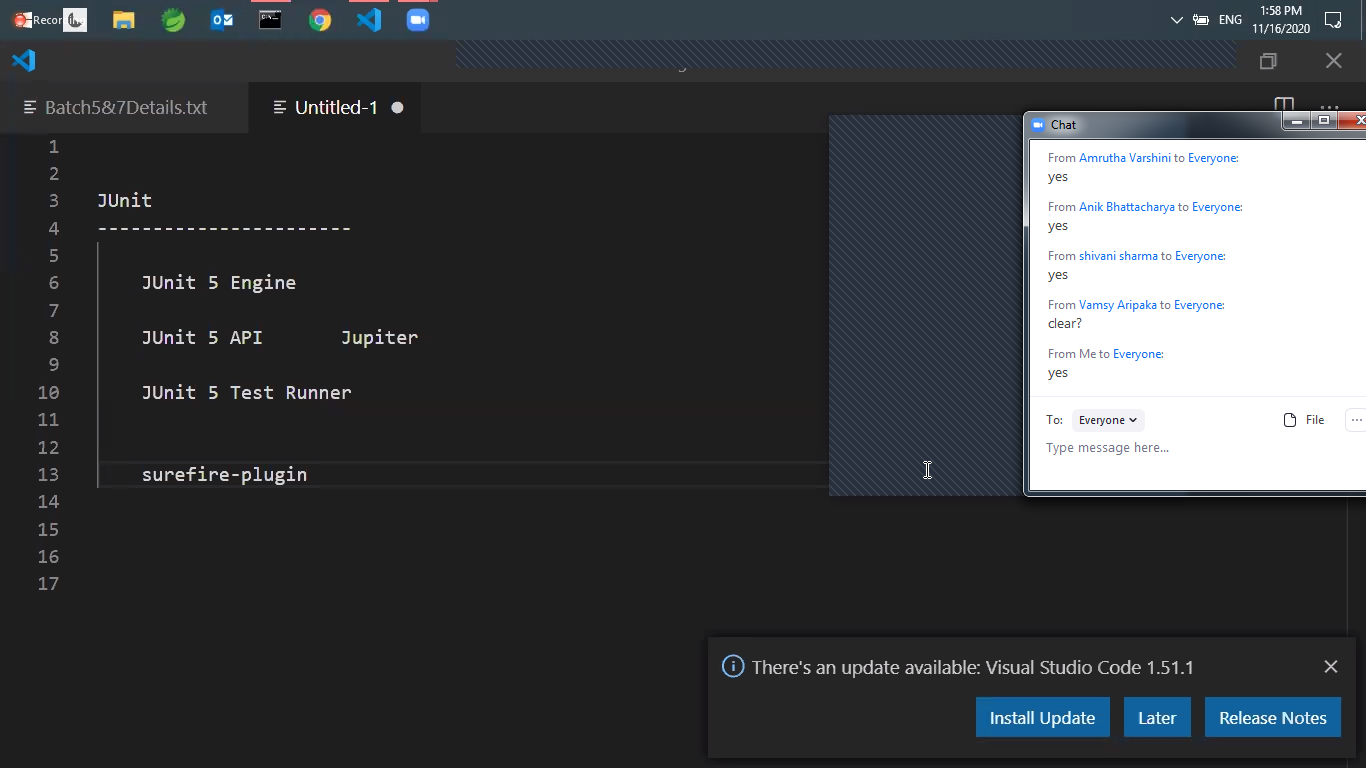 Recor
1:58 PM
ENG
11/16/2020
Batch5&7Details.txt
Untitled-1
Chat
1
2
3 JUnit
4 -----------------------
5
6 JUnit 5 Engine
7
8 JUnit 5 API Jupiter
9
10 JUnit 5 Test Runner
11
12
13 surefire-plugin
14
15
16
17
From Amrutha Varshini to Everyone:
yes
From Anik Bhattacharya to Everyone:
yes
From shivani sharma to Everyone:
yes
From Vamsy Aripaka to Everyone:
clear?
From Me to Everyone:
yes
To: Everyone File
Type message here...
There's an update available: Visual Studio Code 1.51.1
Install Update Later Release Notes